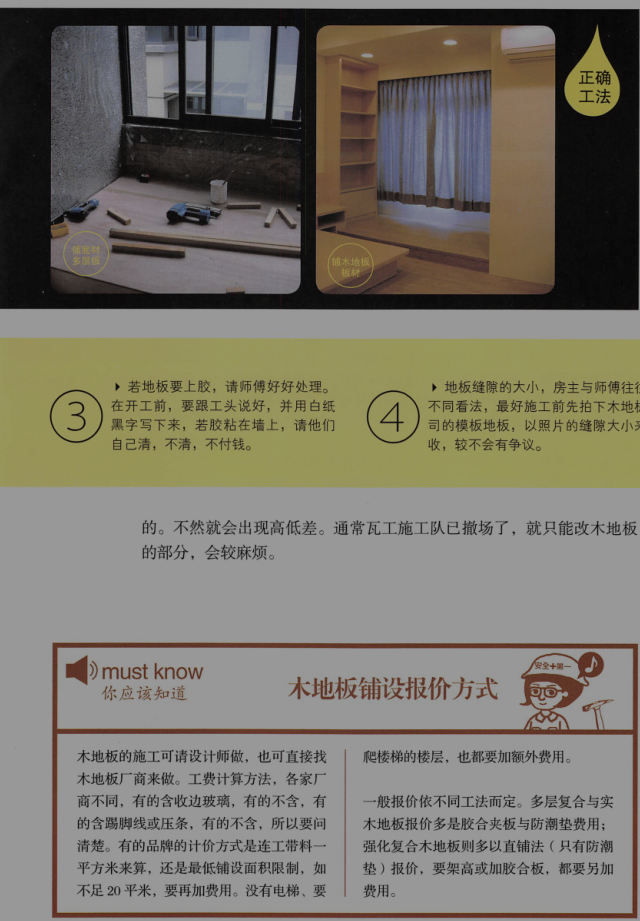 正确
工法
铺底材
多层板
铺木地板
板材
3
▶ 若地板要上胶，请师傅好好处理。
在开工前，要跟工头说好，并用白纸
黑字写下来，若胶粘在墙上，请他们
自己清，不清，不付钱。
4
▶ 地板缝隙的大小，房主与师傅往往
不同看法，最好施工前先拍下木地板
司的模板地板，以照片的缝隙大小来
收，较不会有争议。
的。不然就会出现高低差。通常瓦工施工队已撤场了，就只能改木地板
的部分，会较麻烦。
must know
你应该知道
木地板铺设报价方式
安全✚第一
木地板的施工可请设计师做，也可直接找
木地板厂商来做。工费计算方法，各家厂
商不同，有的含收边玻璃，有的不含，有
的含踢脚线或压条，有的不含，所以要问
清楚。有的品牌的计价方式是连工带料一
平方米来算，还是最低铺设面积限制，如
不足 20 平米，要再加费用。没有电梯、要
爬楼梯的楼层，也都要加额外费用。
一般报价依不同工法而定。多层复合与实
木地板报价多是胶合夹板与防潮垫费用；
强化复合木地板则多以直铺法（只有防潮
垫）报价，要架高或加胶合板，都要另加
费用。